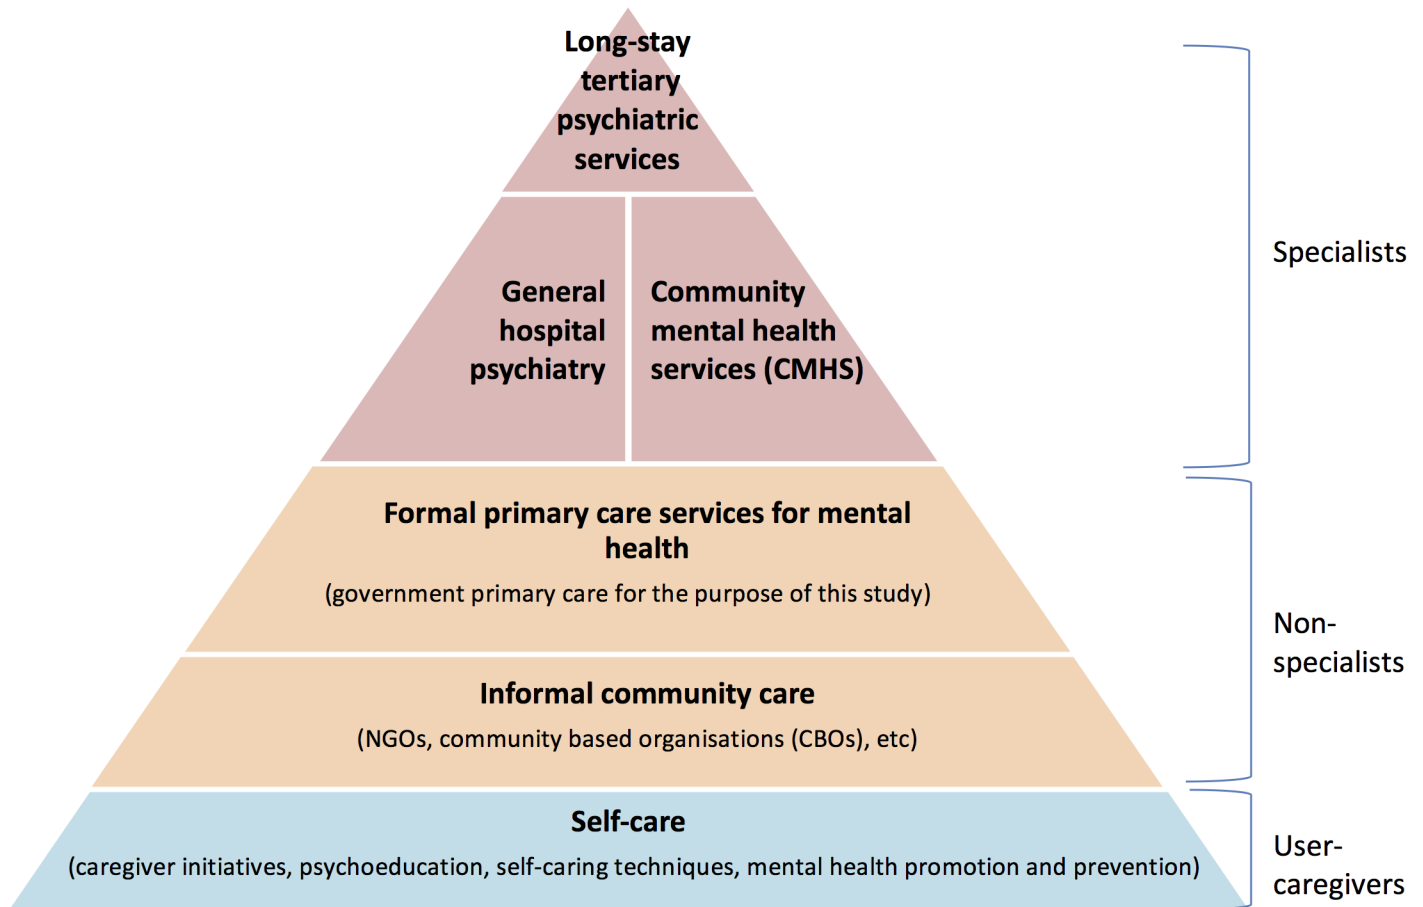 Long-stay
tertiary
psychiatric
services
General
hospital
psychiatry
Community
mental health
services (CMHS)
Specialists
Formal primary care services for mental
health
(government primary care for the purpose of this study)
Informal community care
(NGOs, community based organisations (CBOs), etc)
Non-
specialists
Self-care
(caregiver initiatives, psychoeducation, self-caring techniques, mental health promotion and prevention)
User-
caregivers